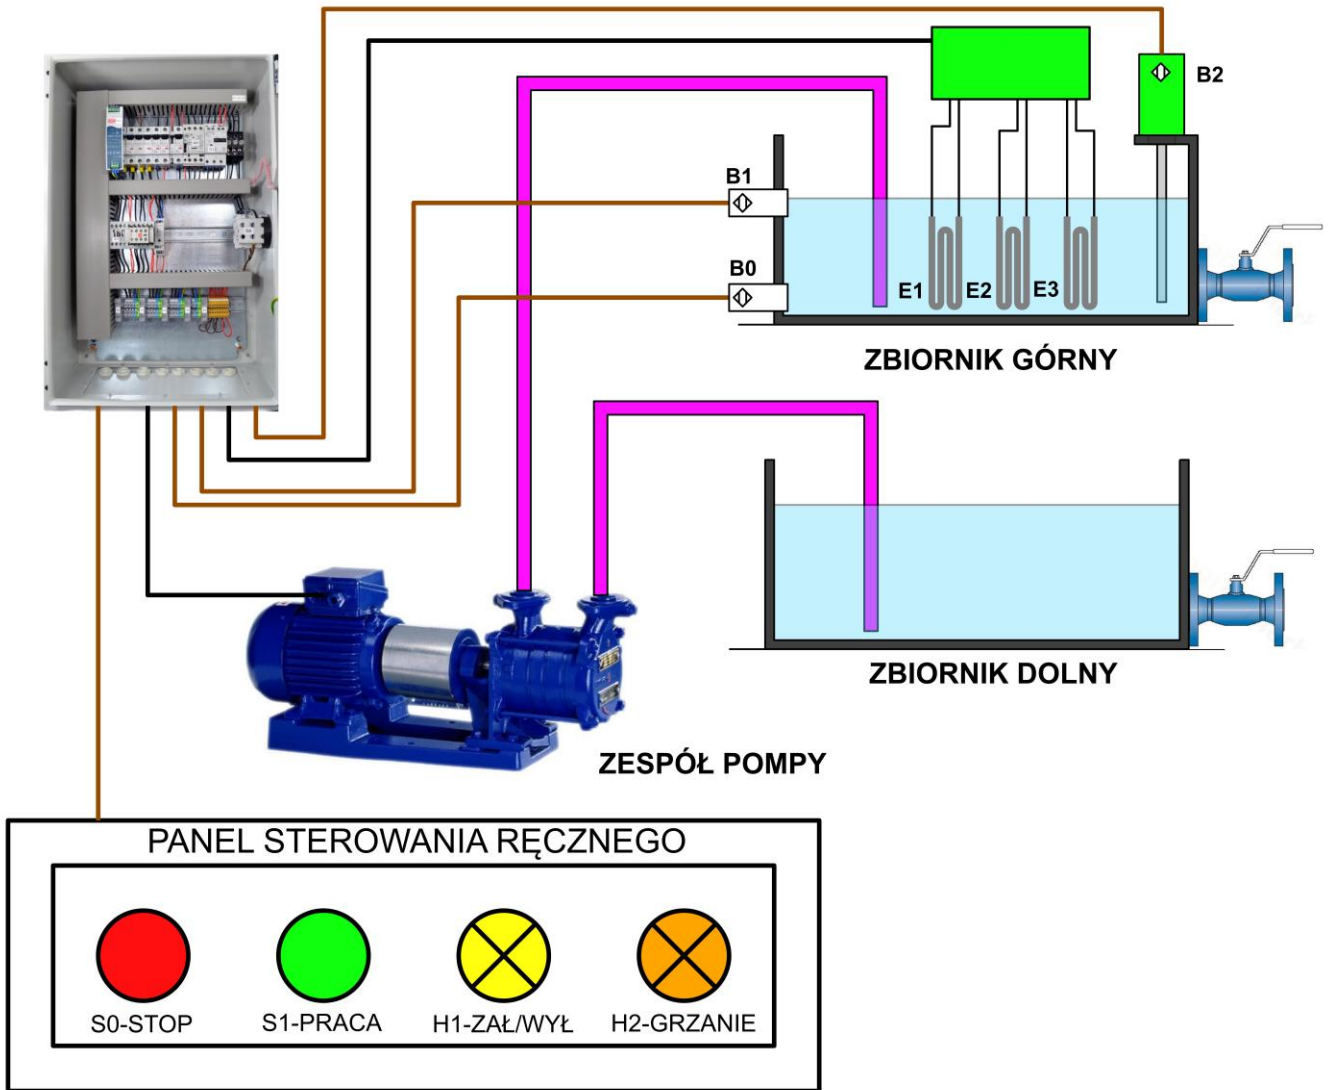 B2
B1
B0
E1
E2
E3
ZBIORNIK GÓRNY
ZBIORNIK DOLNY
ZESPÓŁ POMPY
PANEL STEROWANIA RĘCZNEGO
S0-STOP
S1-PRACA
H1-ZAŁ/WYŁ
H2-GRZANIE